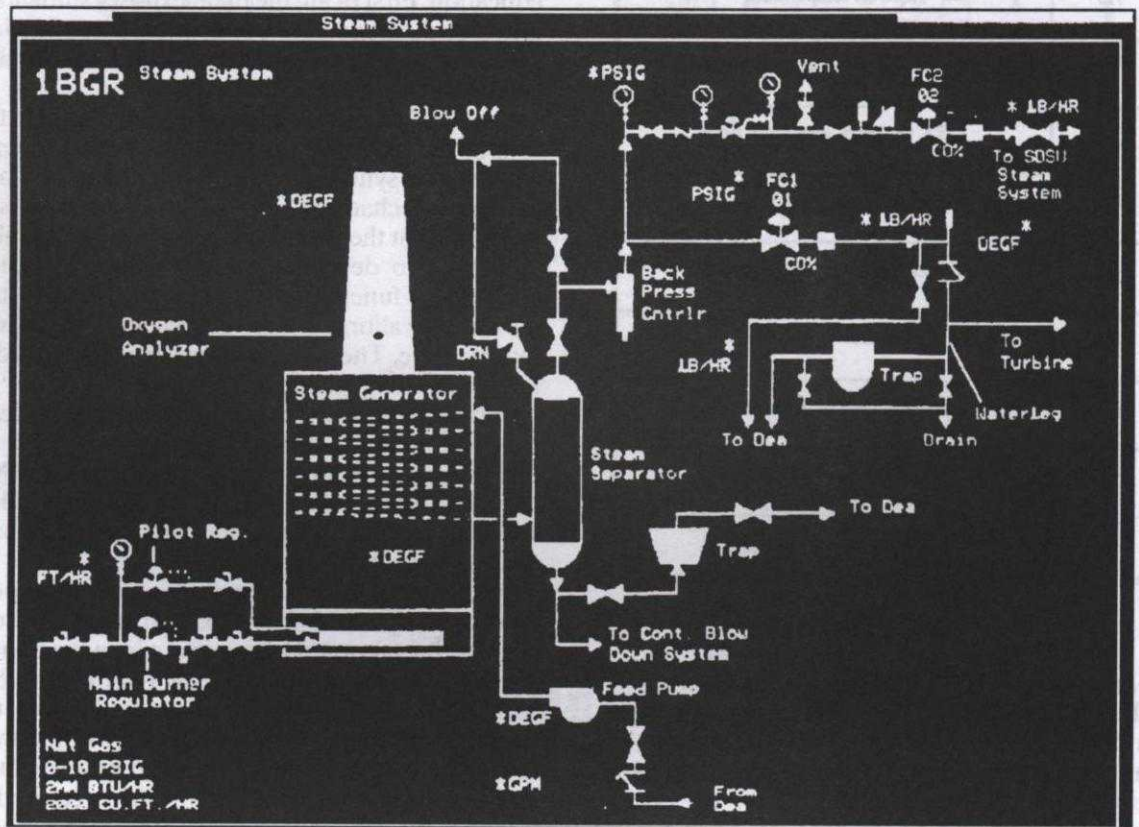 Steam System
1BGR Steam System
*PSIG
Vent
FC2
02
* LB/HR
Blow Off
CO%
To SDSU
Steam
System
*DEGF
*
PSIG
FC1
01
* LB/HR
DEGF*
CO%
Back
Press
Cntrlr
Oxygen
Analyzer
DRN
*
LB/HR
To
Turbine
Trap
Waterleg
Steam Generator
To Dea
Drain
Steam
Separator
Pilot Reg.
*DEGF
To Dea
Trap
*
FT/HR
To Cont. Blow
Down System
Main Burner
Regulator
Feed Pump
*DEGF
Nat Gas
0-10 PSIG
2MM BTU/HR
2000 CU.FT./HR
*GPM
From
Dea